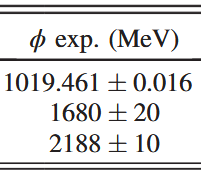 ϕ exp. (MeV)
1019.461 ± 0.016
1680 ± 20
2188 ± 10